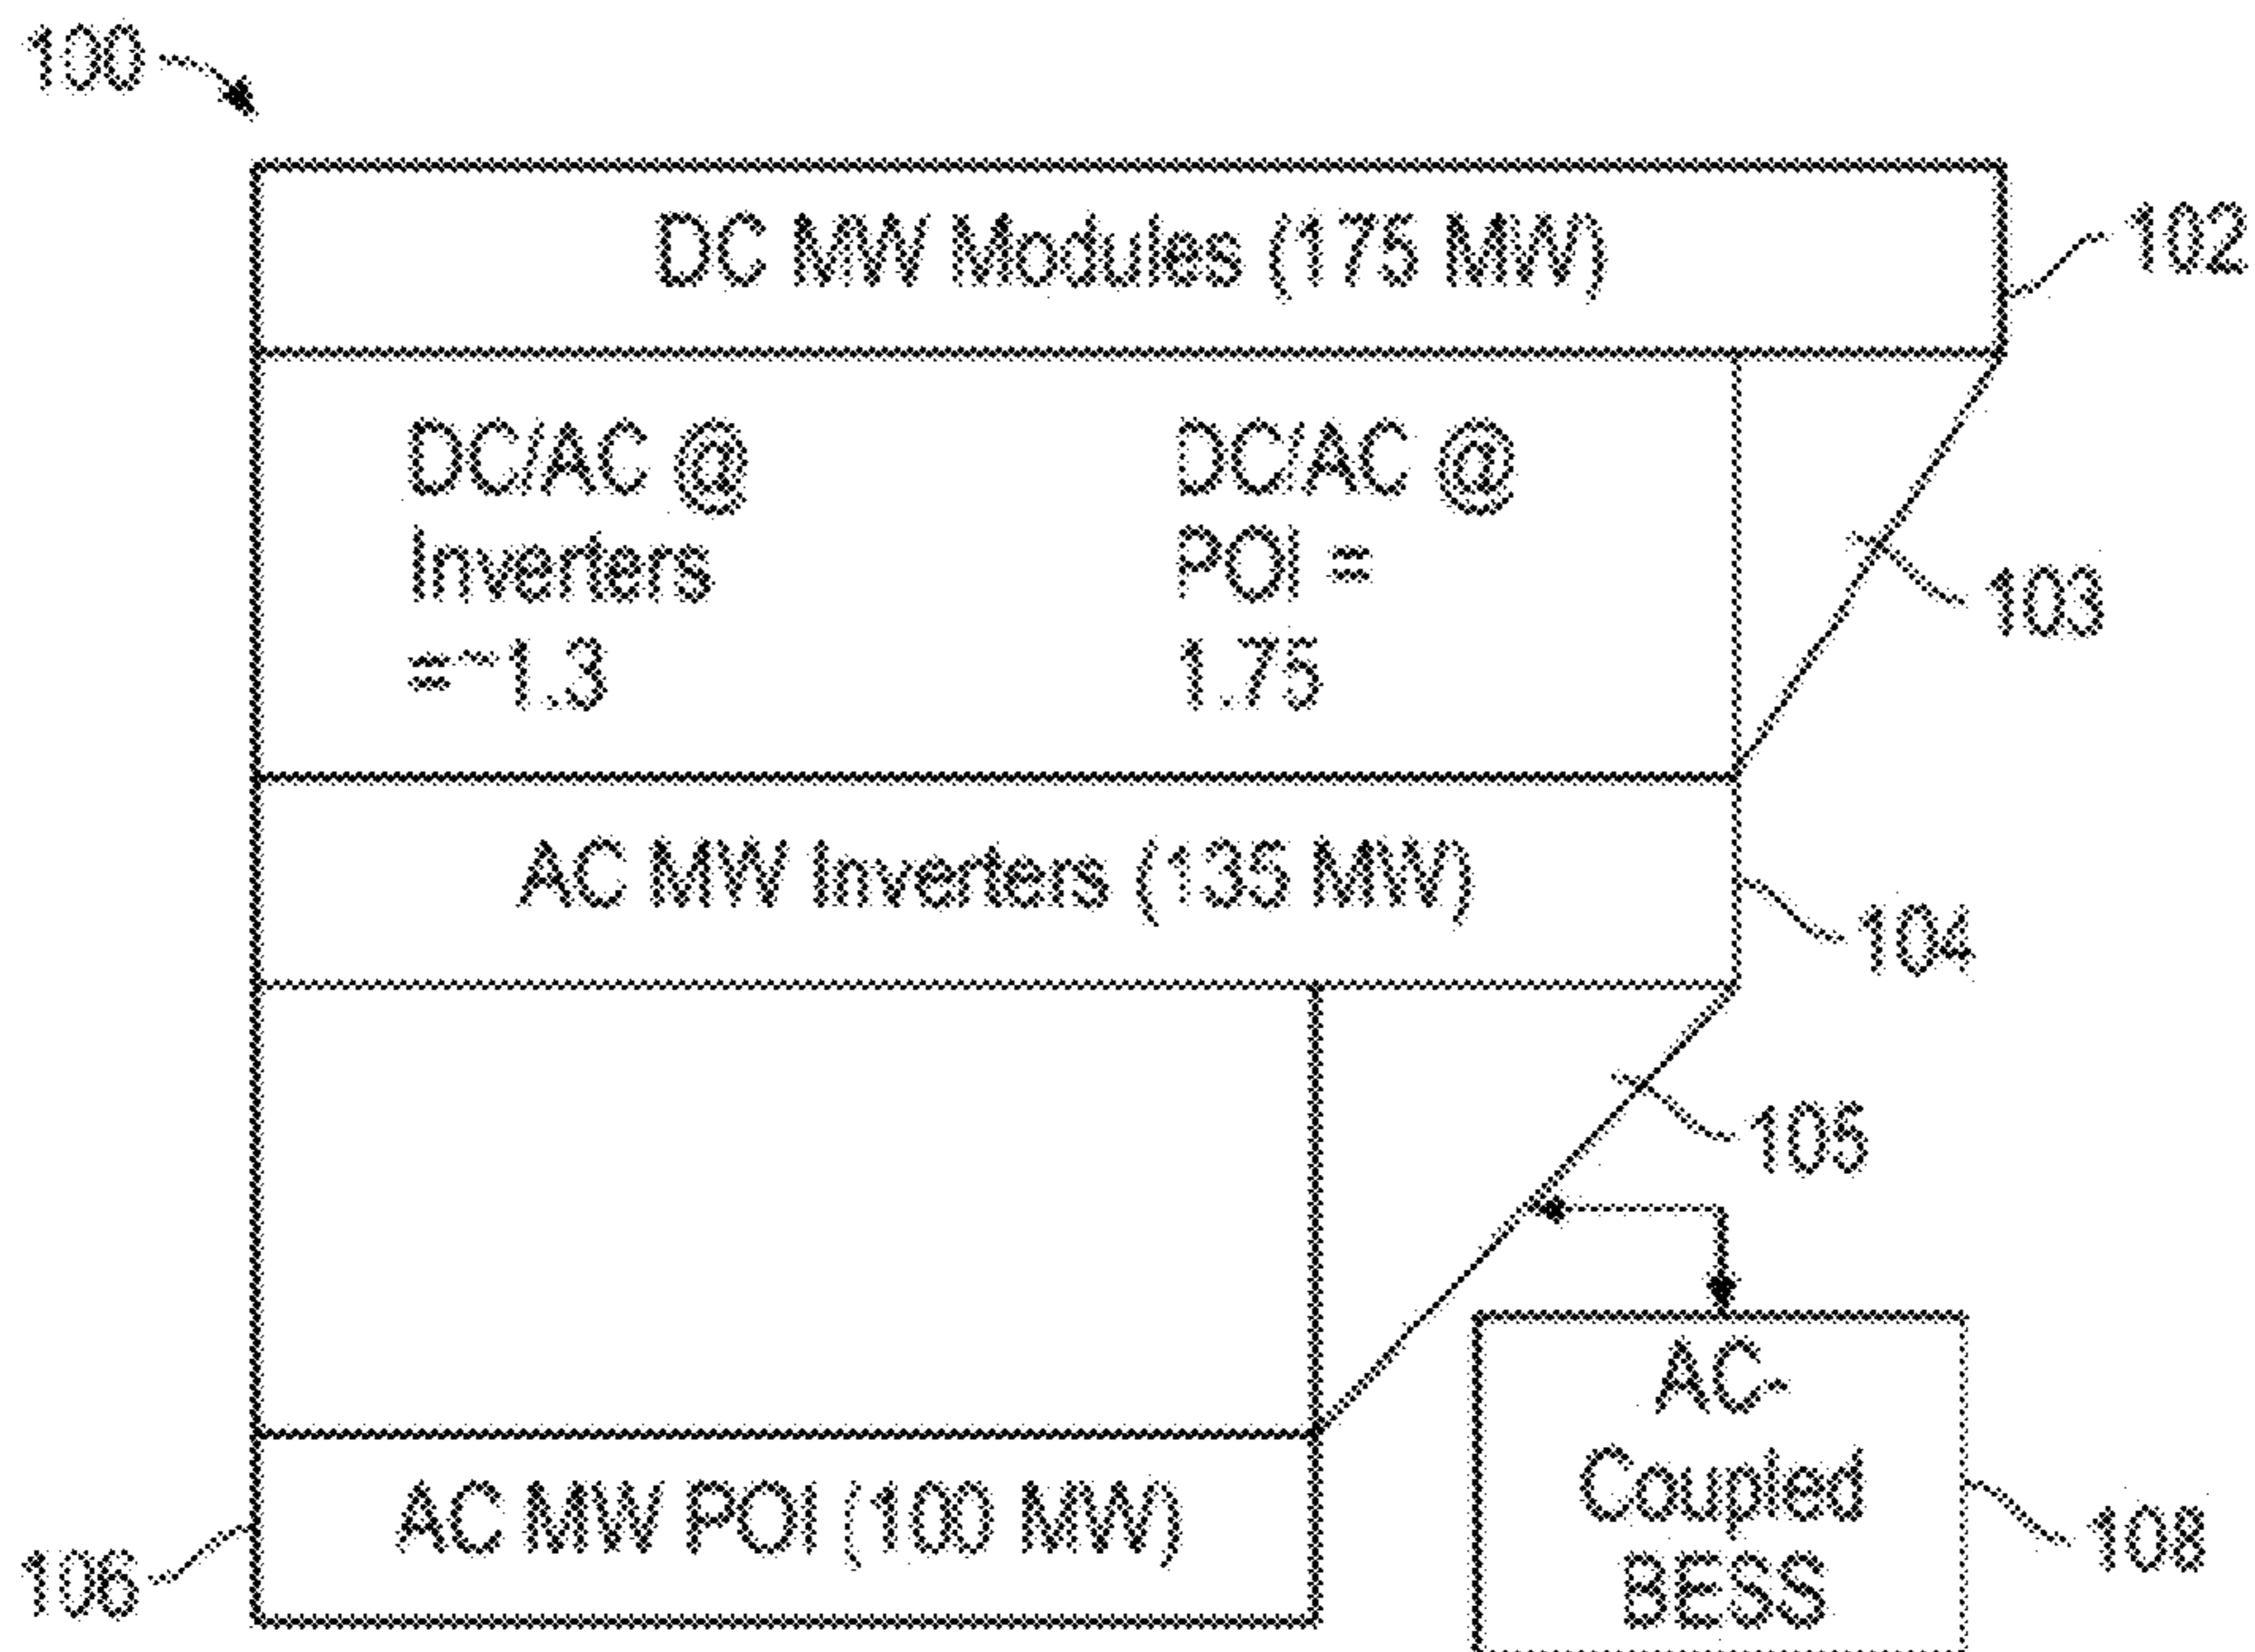 100
DC MW Modules (175 MW)
102
DC/AC @
Inverters
=~1.3
DC/AC @
POI =
1.75
103
AC MW Inverters (135 MW)
104
105
AC MW POI (100 MW)
106
AC-
Coupled
BESS
108